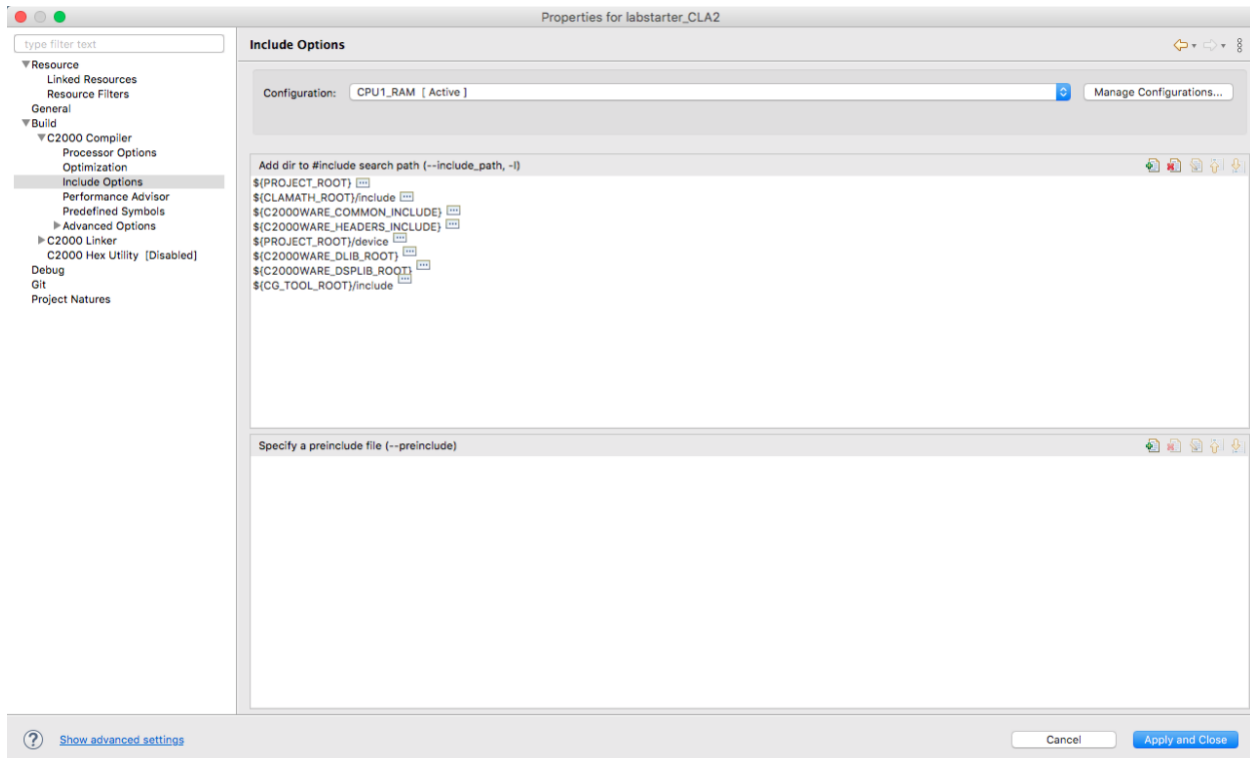 Properties for labstarter_CLA2
type filter text
Resource
Linked Resources
Resource Filters
General
Build
C2000 Compiler
Processor Options
Optimization
Include Options
Performance Advisor
Predefined Symbols
Advanced Options
C2000 Linker
C2000 Hex Utility [Disabled]
Debug
Git
Project Natures
Include Options
Configuration: CPU1_RAM [ Active ] Manage Configurations...
Add dir to #include search path (--include_path, -I)
${PROJECT_ROOT}
${CLAMATH_ROOT}/include
${C2000WARE_COMMON_INCLUDE}
${C2000WARE_HEADERS_INCLUDE}
${PROJECT_ROOT}/device
${C2000WARE_DLIB_ROOT}
${C2000WARE_DSPLIB_ROOT}
${CG_TOOL_ROOT}/include
Specify a preinclude file (--preinclude)
? Show advanced settings
Cancel Apply and Close